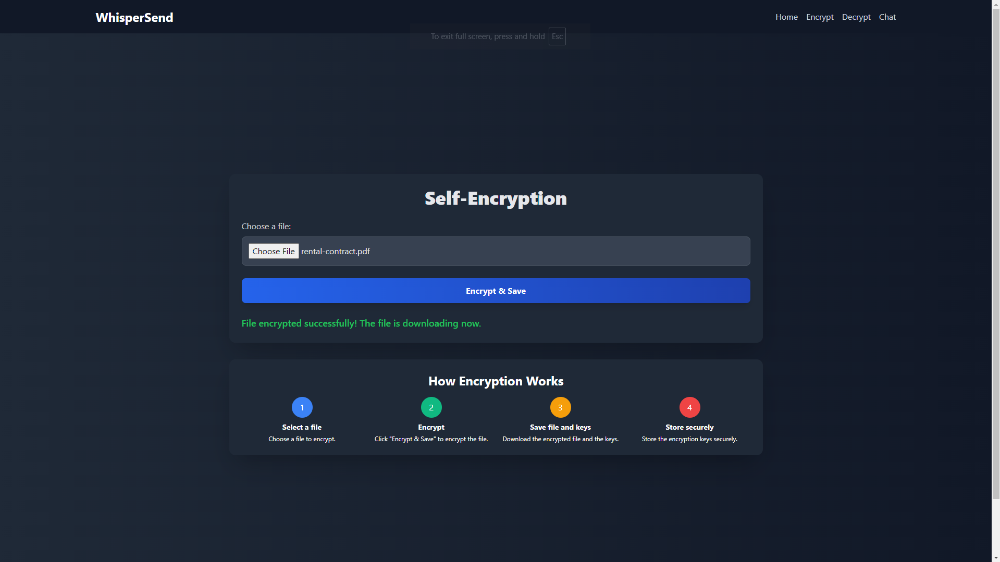 WhisperSend
Home Encrypt Decrypt Chat
To exit full screen, press and hold Esc
Self-Encryption
Choose a file:
Choose File rental-contract.pdf
Encrypt & Save
File encrypted successfully! The file is downloading now.
How Encryption Works
1
Select a file
Choose a file to encrypt.
2
Encrypt
Click "Encrypt & Save" to encrypt the file.
3
Save file and keys
Download the encrypted file and the keys.
4
Store securely
Store the encryption keys securely.